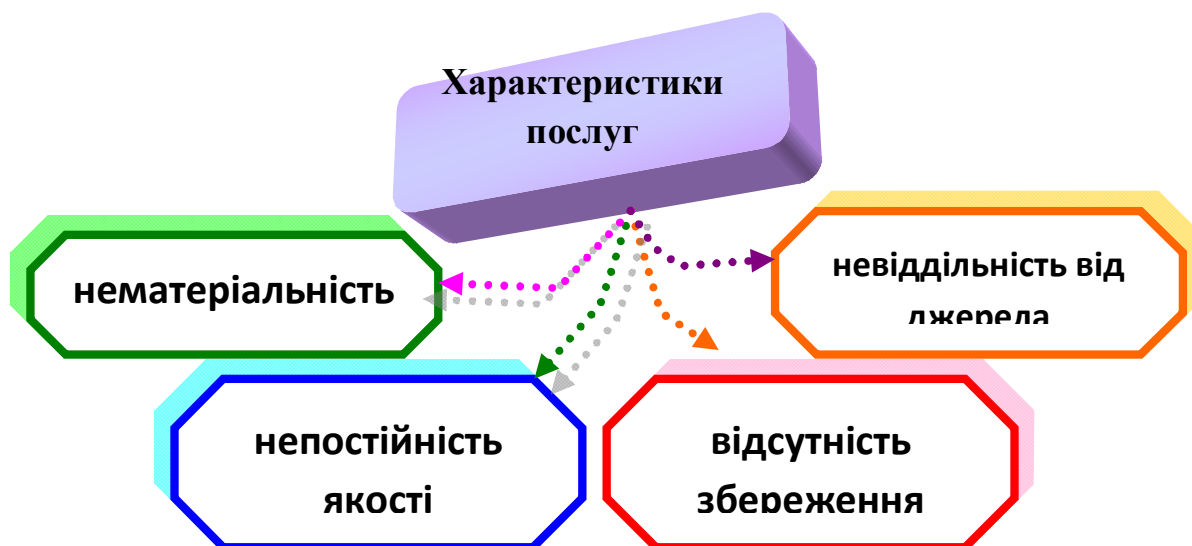 Характеристики
послуг
нематеріальність
невіддільність від
джерела
непостійність
якості
відсутність
збереження